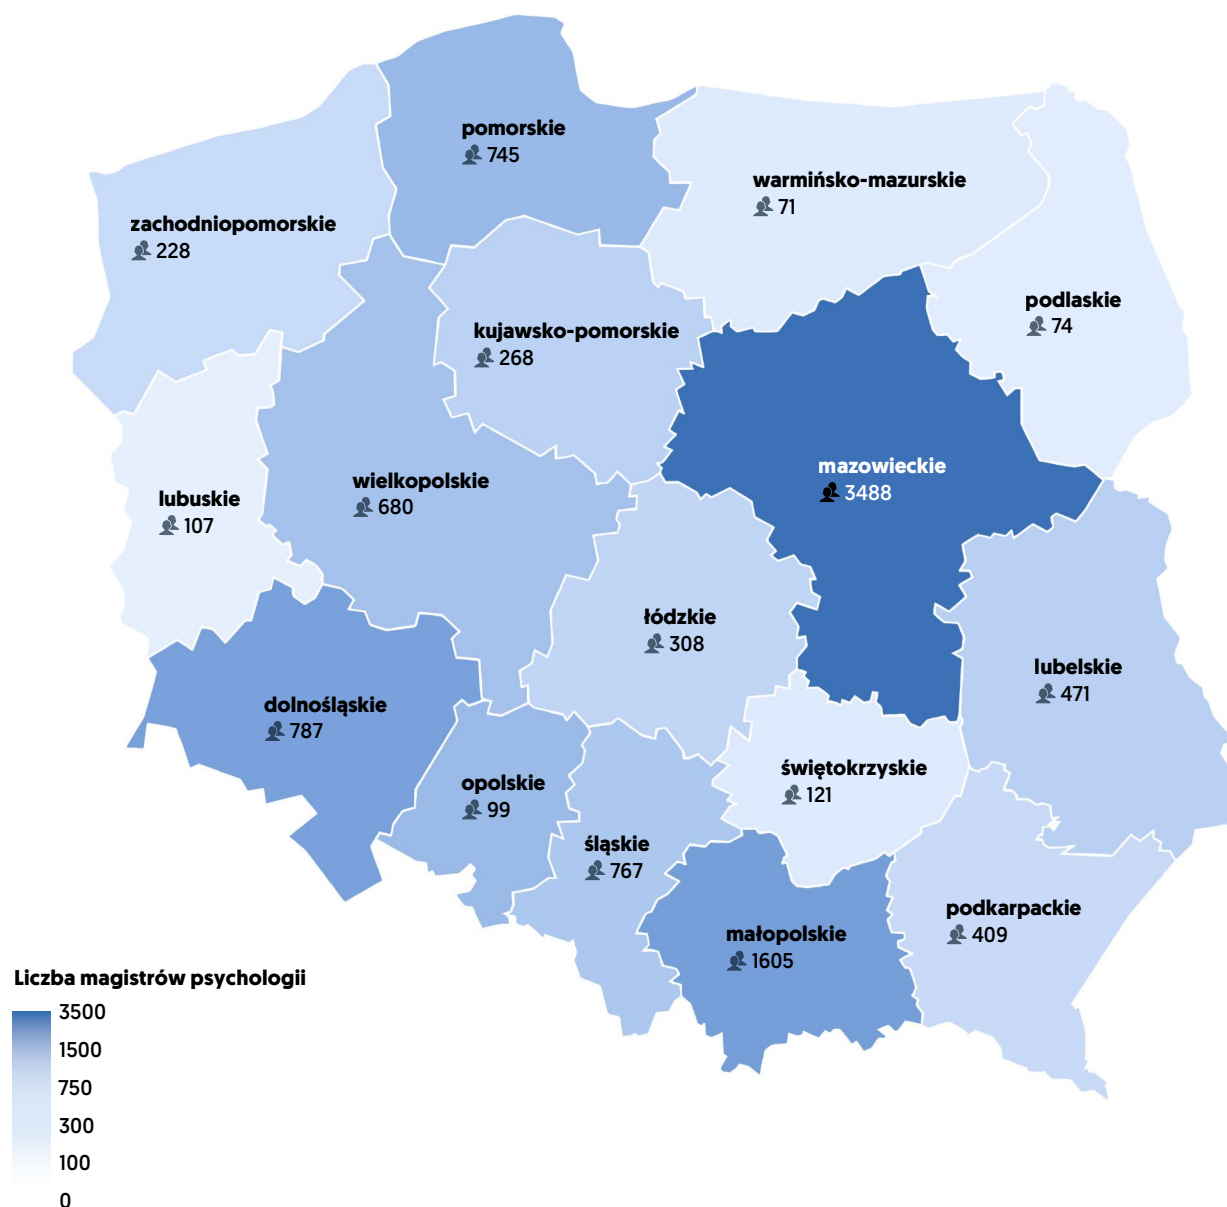 pomorskie
745
warmińsko-mazurskie
71
zachodniopomorskie
228
podlaskie
74
kujawsko-pomorskie
268
mazowieckie
3488
wielkopolskie
680
lubuskie
107
łódzkie
308
lubelskie
471
dolnośląskie
787
świętokrzyskie
121
opolskie
99
śląskie
767
podkarpackie
409
małopolskie
1605
Liczba magistrów psychologii
3500
1500
750
300
100
0